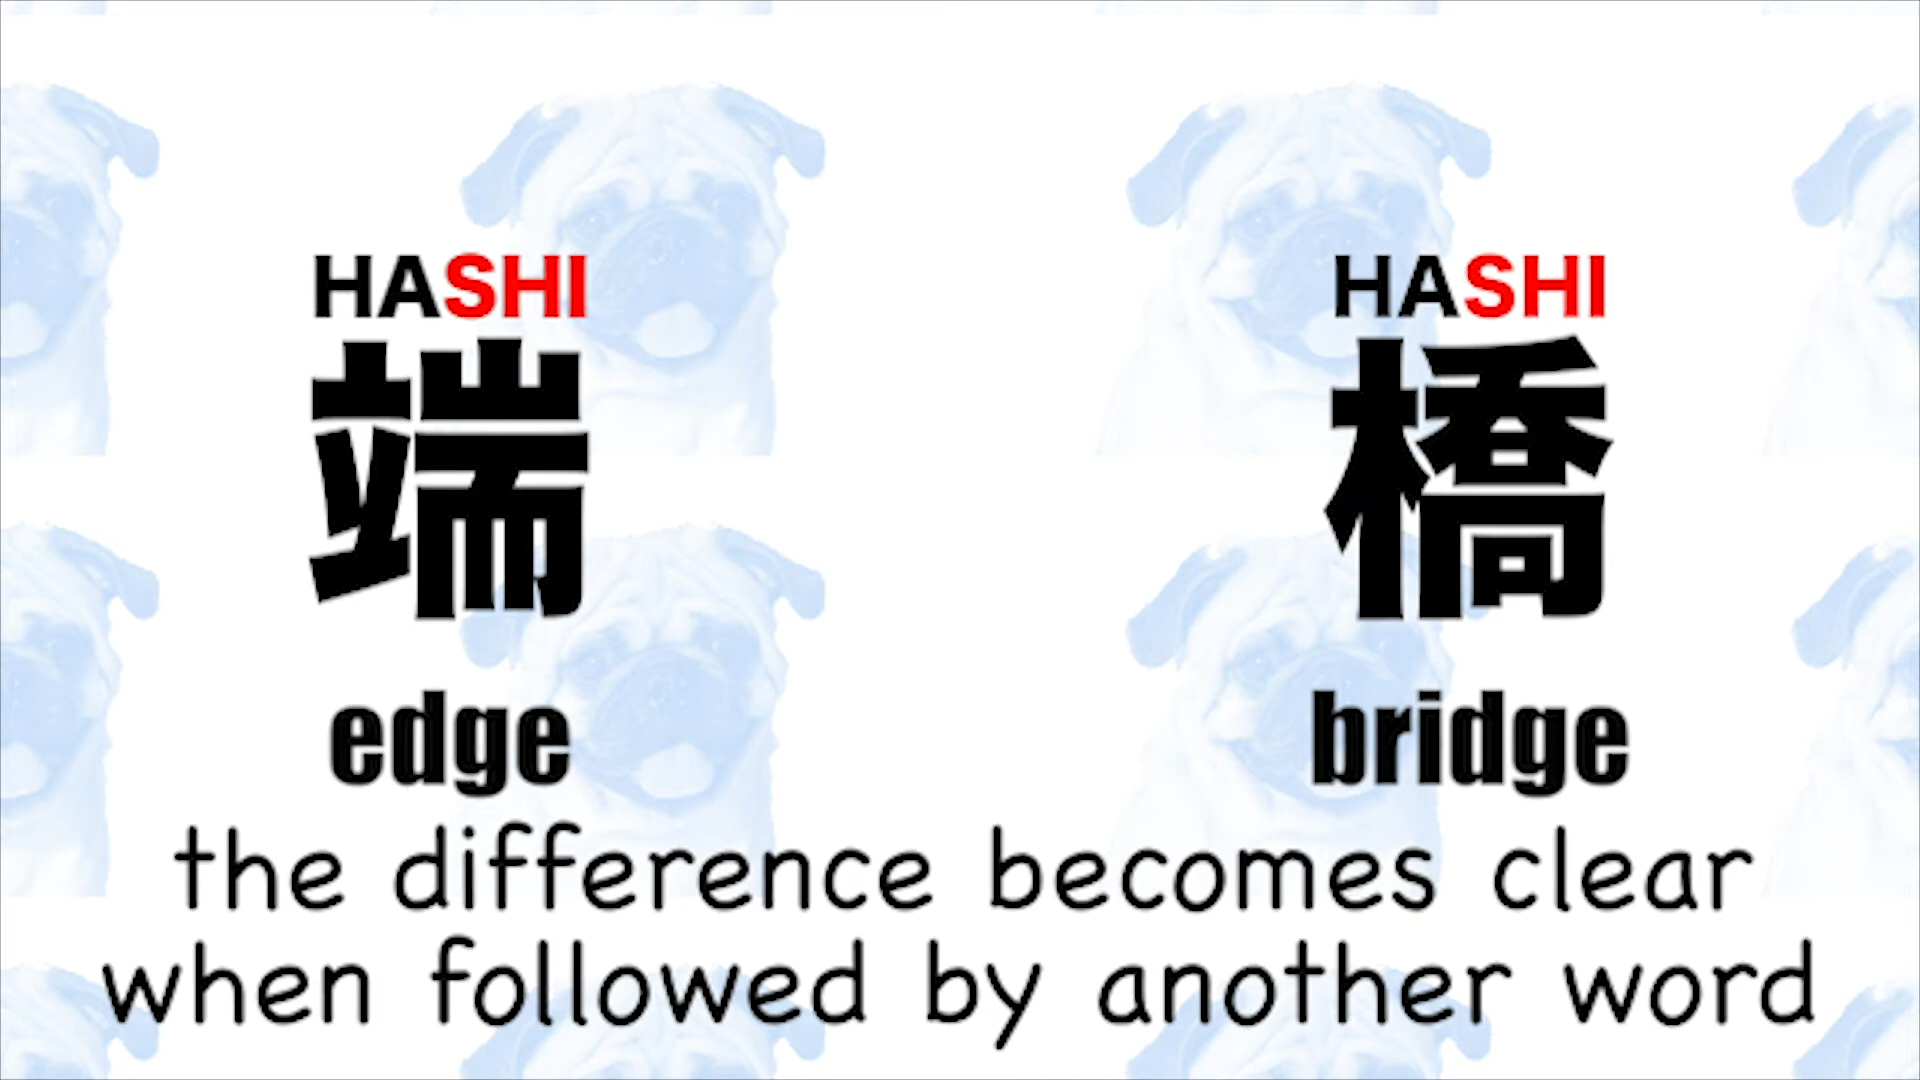 HASHI HASHI
端 橋
edge bridge
the difference becomes clear
when followed by another word